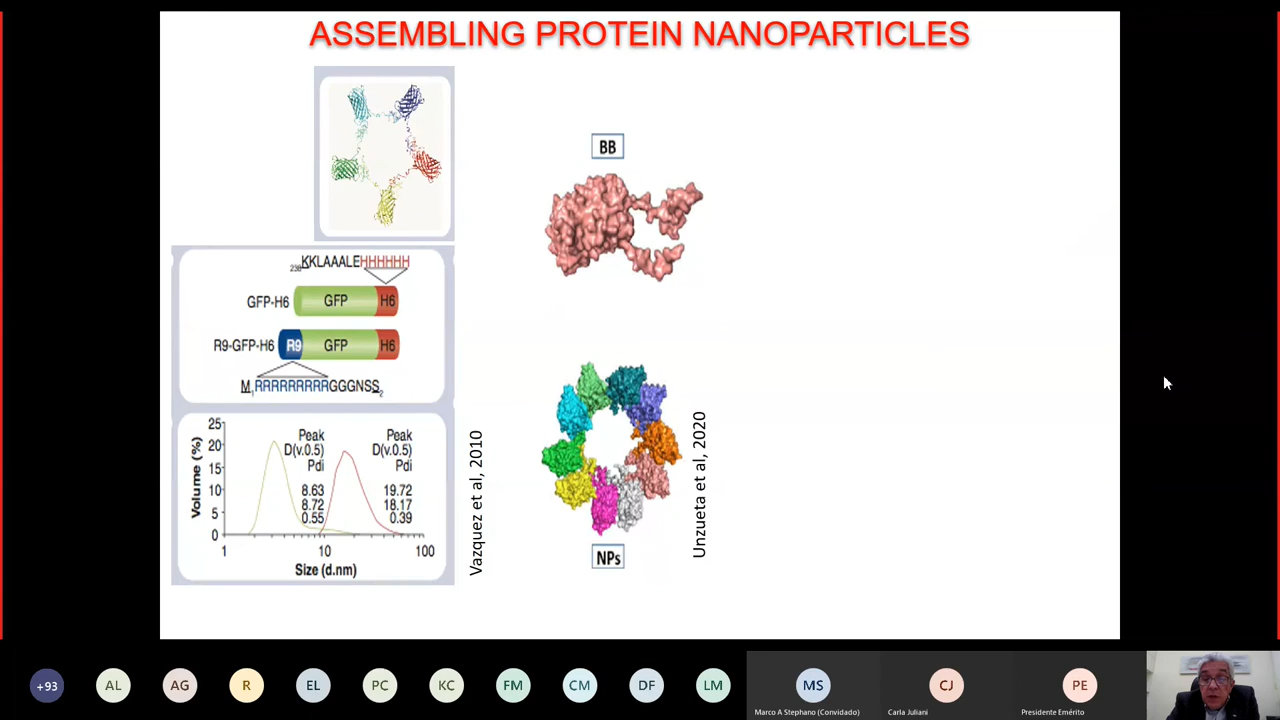 ASSEMBLING PROTEIN NANOPARTICLES
238KKLAAALEHHHHHH
GFP-H6 GFP H6
R9-GFP-H6 R9 GFP H6
M1RRRRRRRRRGGGNSS2
25
20
15
10
5
0
Volume (%)
Peak
D(v.0.5)
Pdi
8.63
8.72
0.55
Peak
D(v.0.5)
Pdi
19.72
18.17
0.39
1 10 100
Size (d.nm)
Vazquez et al, 2010
BB
NPs
Unzueta et al, 2020
+93 AL AG R EL PC KC FM CM DF LM MS CJ PE
Marco A Stephano (Convidado) Carla Juliani Presidente Emérito